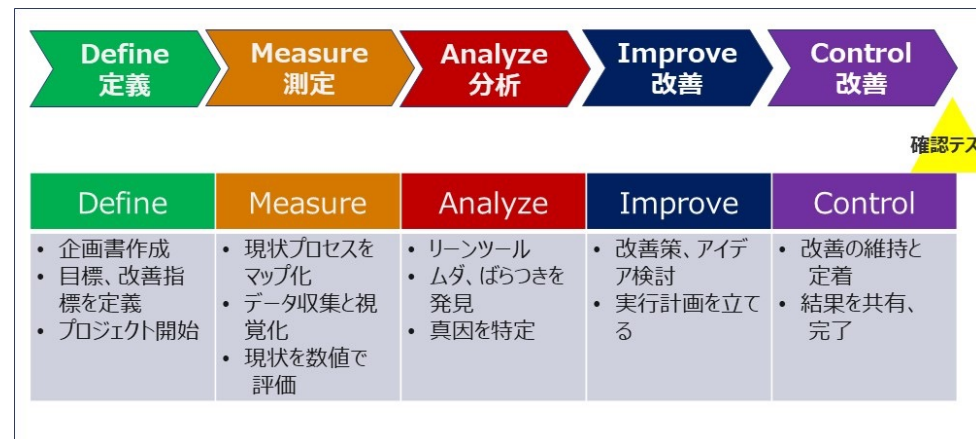 Define
定義
Measure
測定
Analyze
分析
Improve
改善
Control
改善
確認テス
Define
Measure
Analyze
Improve
Control
• 企画書作成
• 目標、改善指
標を定義
• プロジェクト開始
• 現状プロセスを
マップ化
• データ収集と視
覚化
• 現状を数値で
評価
• リーンツール
• ムダ、ばらつきを
発見
• 真因を特定
• 改善策、アイデ
ア検討
• 実行計画を立て
る
• 改善の維持と
定着
• 結果を共有、
完了